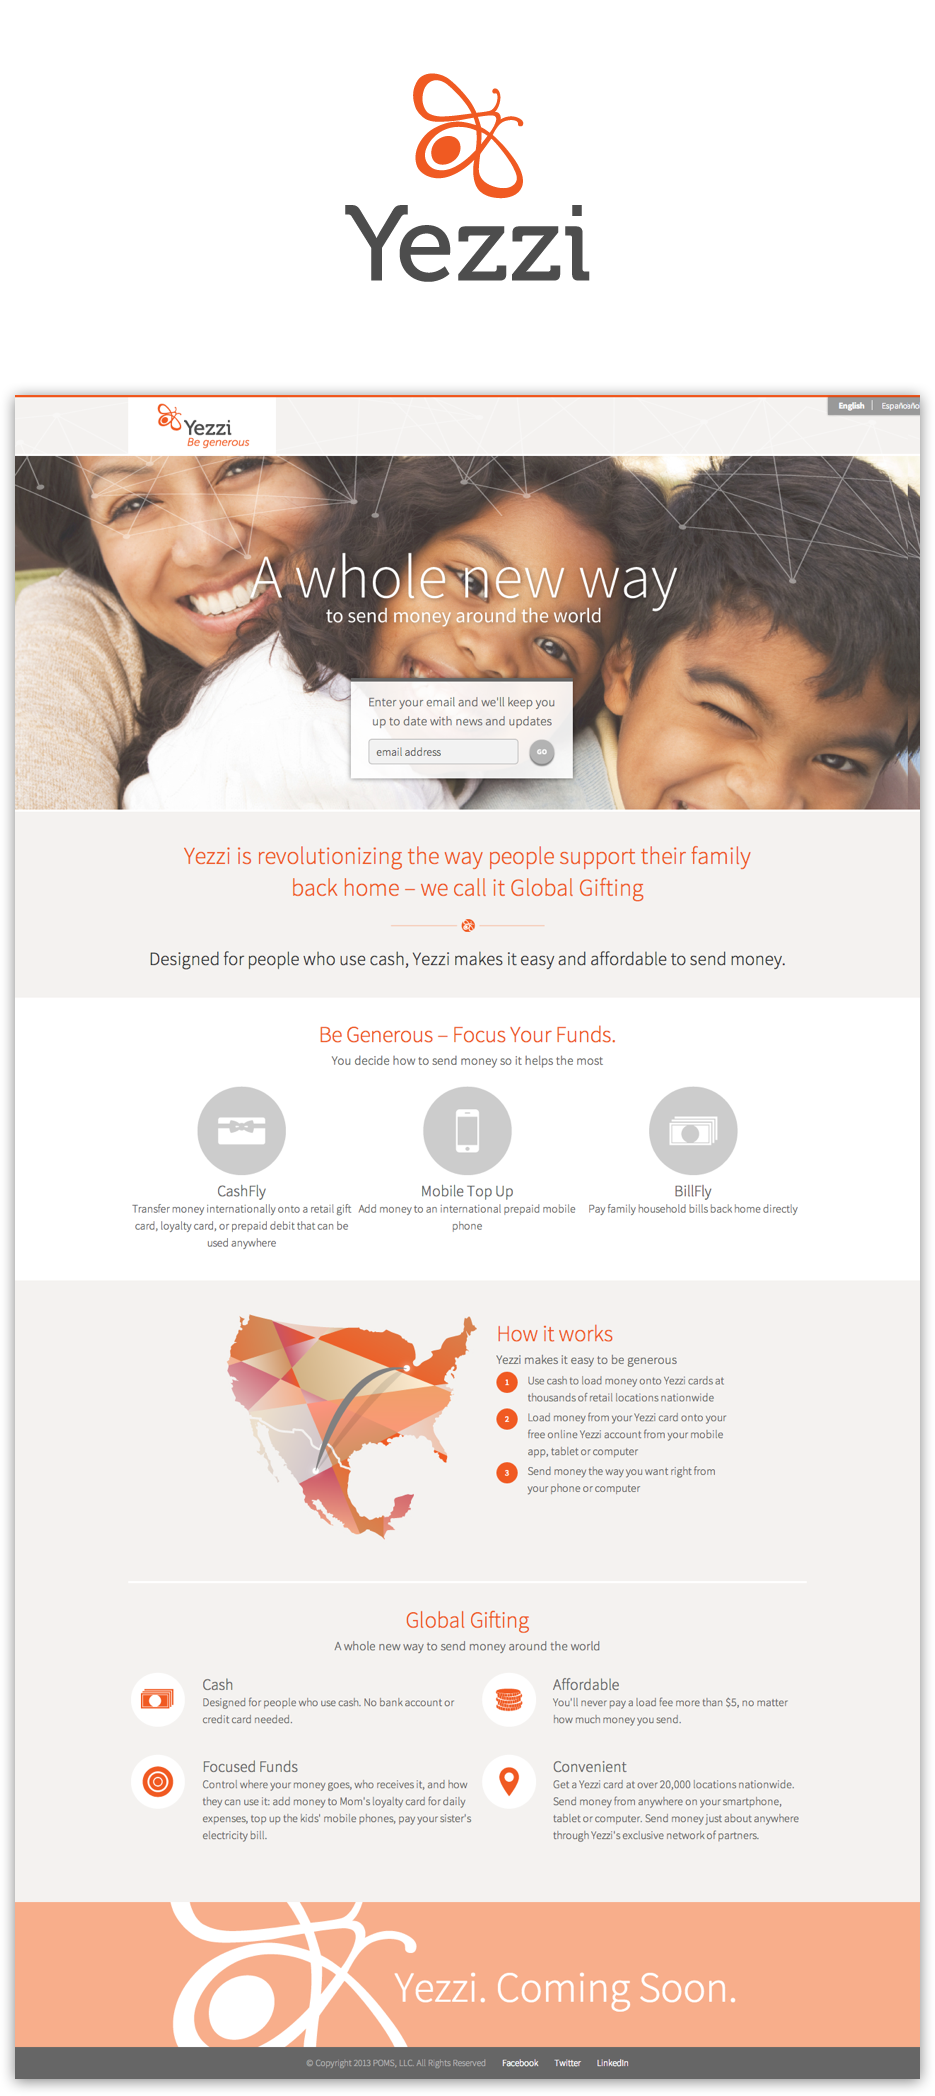 Yezzi
Yezzi
Be generous
English
A whole new way
to send money around the world
Enter your email and we'll keep you
up to date with news and updates
email address
GO
Yezzi is revolutionizing the way people support their family
back home – we call it Global Gifting
Designed for people who use cash, Yezzi makes it easy and affordable to send money.
Be Generous – Focus Your Funds.
You decide how to send money so it helps the most
CashFly
Transfer money internationally onto a retail gift
card, loyalty card, or prepaid debit that can be
used anywhere
Mobile Top Up
Add money to an international prepaid mobile
phone
BillFly
Pay family household bills back home directly
How it works
Yezzi makes it easy to be generous
1 Use cash to load money onto Yezzi cards at
thousands of retail locations nationwide
2 Load money from your Yezzi card onto your
free online Yezzi account from your mobile
app, tablet or computer
3 Send money the way you want right from
your phone or computer
Global Gifting
A whole new way to send money around the world
Cash
Designed for people who use cash. No bank account or
credit card needed.
Affordable
You'll never pay a load fee more than $5, no matter
how much money you send.
Focused Funds
Control where your money goes, who receives it, and how
they can use it: add money to Mom's loyalty card for daily
expenses, top up the kids' mobile phones, pay your sister's
electricity bill.
Convenient
Get a Yezzi card at over 20,000 locations nationwide.
Send money from anywhere on your smartphone,
tablet or computer. Send money just about anywhere
through Yezzi's exclusive network of partners.
Yezzi. Coming Soon.
© Copyright 2013 POMS, LLC. All Rights Reserved Facebook Twitter LinkedIn